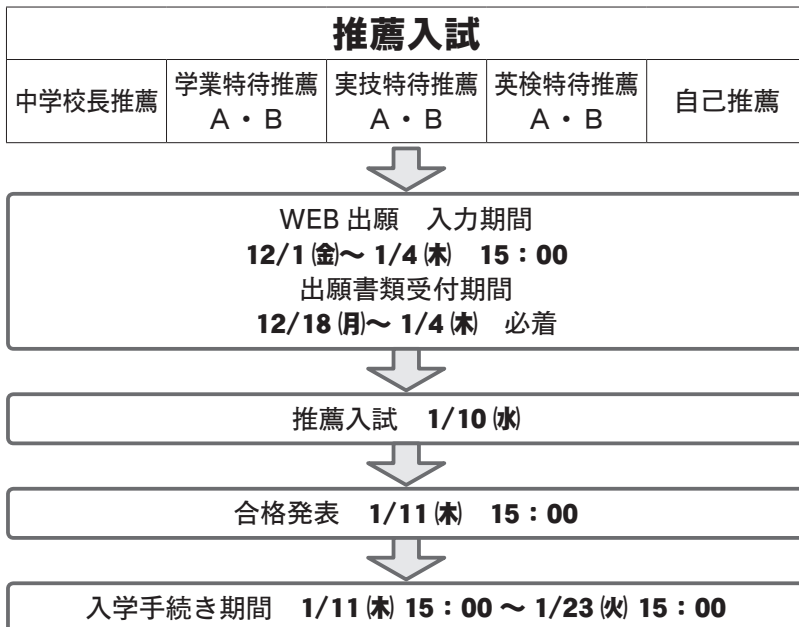 推薦入試
中学校長推薦
学業特待推薦
A・B
実技特待推薦
A・B
英検特待推薦
A・B
自己推薦
WEB 出願　入力期間
12/1㈮～ 1/4㈭　15：00
出願書類受付期間
12/18㈪～ 1/4㈭　必着
推薦入試　1/10㈬
合格発表　1/11㈭　15：00
入学手続き期間　1/11㈭ 15：00 ～ 1/23㈫ 15：00